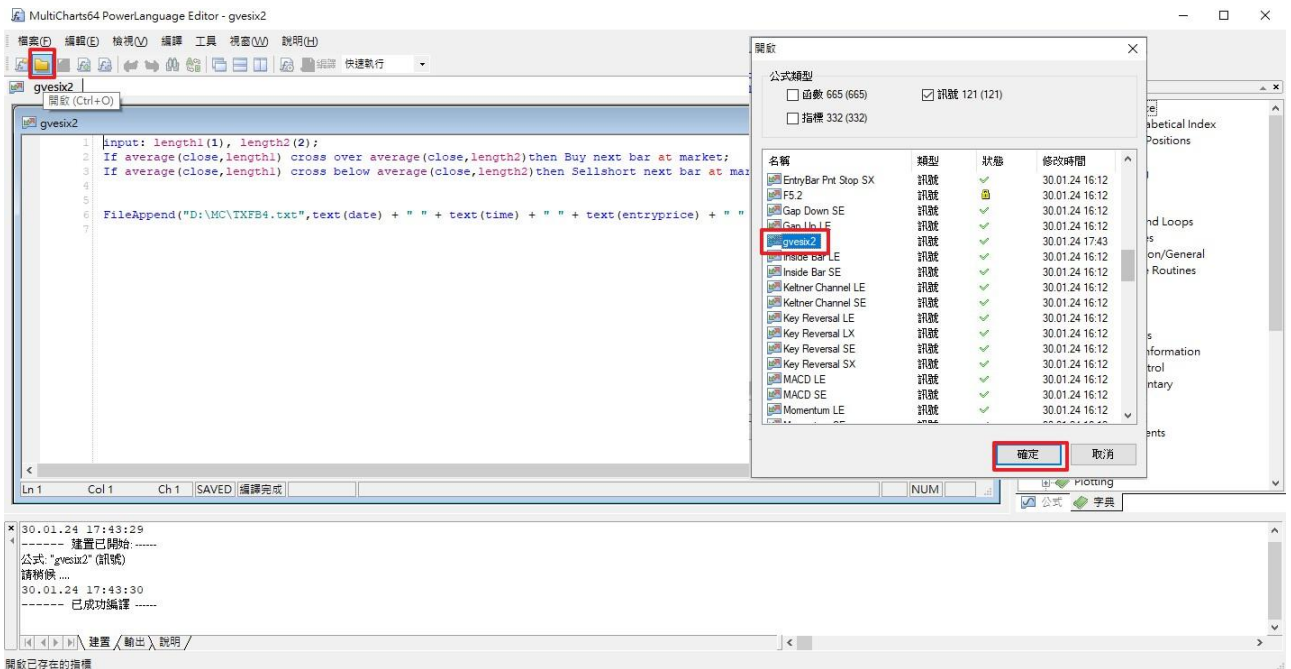 MultiCharts64 PowerLanguage Editor - gvesix2
檔案(F) 編輯(E) 檢視(V) 編譯 工具 視窗(W) 說明(H)
編譯 快速執行
gvesix2
開啟 (Ctrl+O)
gvesix2
1 input: length1(1), length2(2);
2 If average(close,length1) cross over average(close,length2)then Buy next bar at market;
3 If average(close,length1) cross below average(close,length2)then Sellshort next bar at mar
4
5
6 FileAppend("D:\MC\TXFB4.txt",text(date) + " " + text(time) + " " + text(entryprice) + " "
7
Ln 1 Col 1 Ch 1 SAVED 編譯完成 NUM
開啟
公式類型
函數 665 (665) 訊號 121 (121)
指標 332 (332)
名稱 類型 狀態 修改時間
EntryBar Pnt Stop SX 訊號 30.01.24 16:12
F5.2 訊號 30.01.24 16:12
Gap Down SE 訊號 30.01.24 16:12
Gap Up LE 訊號 30.01.24 16:12
gvesix2 訊號 30.01.24 17:43
Inside Bar LE 訊號 30.01.24 16:12
Inside Bar SE 訊號 30.01.24 16:12
Keltner Channel LE 訊號 30.01.24 16:12
Keltner Channel SE 訊號 30.01.24 16:12
Key Reversal LE 訊號 30.01.24 16:12
Key Reversal LX 訊號 30.01.24 16:12
Key Reversal SE 訊號 30.01.24 16:12
Key Reversal SX 訊號 30.01.24 16:12
MACD LE 訊號 30.01.24 16:12
MACD SE 訊號 30.01.24 16:12
Momentum LE 訊號 30.01.24 16:12
確定 取消
abetical Index
Positions
nd Loops
es
on/General
Routines
s
nformation
trol
ntary
ents
Plotting
公式 字典
30.01.24 17:43:29
------ 建置已開始: ------
公式: "gvesix2" (訊號)
請稍候 ....
30.01.24 17:43:30
------ 已成功編譯 ------
建置 輸出 說明
開啟已存在的指標